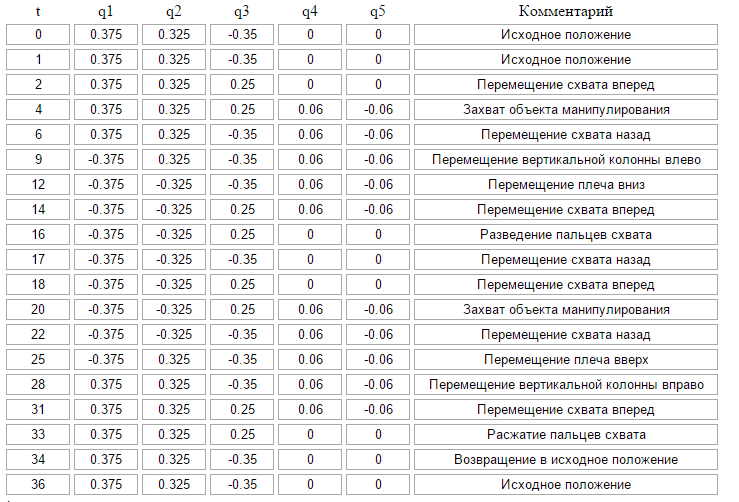 t q1 q2 q3 q4 q5 Комментарий
0 0.375 0.325 -0.35 0 0 Исходное положение
1 0.375 0.325 -0.35 0 0 Исходное положение
2 0.375 0.325 0.25 0 0 Перемещение схвата вперед
4 0.375 0.325 0.25 0.06 -0.06 Захват объекта манипулирования
6 0.375 0.325 -0.35 0.06 -0.06 Перемещение схвата назад
9 -0.375 0.325 -0.35 0.06 -0.06 Перемещение вертикальной колонны влево
12 -0.375 -0.325 -0.35 0.06 -0.06 Перемещение плеча вниз
14 -0.375 -0.325 0.25 0.06 -0.06 Перемещение схвата вперед
16 -0.375 -0.325 0.25 0 0 Разведение пальцев схвата
17 -0.375 -0.325 -0.35 0 0 Перемещение схвата назад
18 -0.375 -0.325 0.25 0 0 Перемещение схвата вперед
20 -0.375 -0.325 0.25 0.06 -0.06 Захват объекта манипулирования
22 -0.375 -0.325 -0.35 0.06 -0.06 Перемещение схвата назад
25 -0.375 0.325 -0.35 0.06 -0.06 Перемещение плеча вверх
28 0.375 0.325 -0.35 0.06 -0.06 Перемещение вертикальной колонны вправо
31 0.375 0.325 0.25 0.06 -0.06 Перемещение схвата вперед
33 0.375 0.325 0.25 0 0 Расжатие пальцев схвата
34 0.375 0.325 -0.35 0 0 Возвращение в исходное положение
36 0.375 0.325 -0.35 0 0 Исходное положение